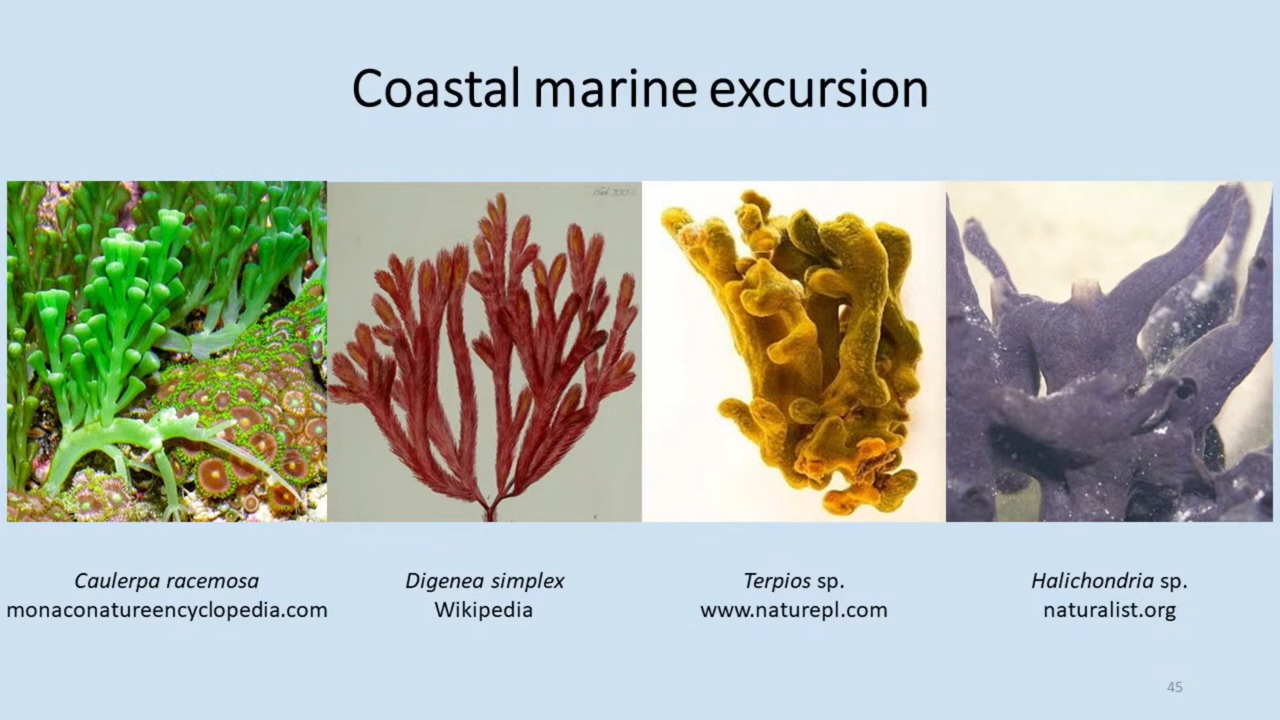 Coastal marine excursion
Caulerpa racemosa
monaconatureencyclopedia.com
Digenea simplex
Wikipedia
Terpios sp.
www.naturepl.com
Halichondria sp.
naturalist.org
45